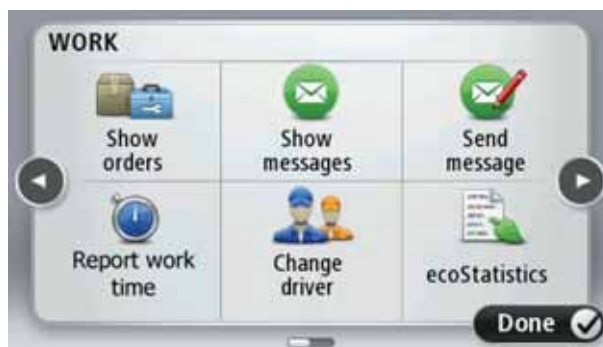 WORK
Show
orders
Show
messages
Send
message
Report work
time
Change
driver
ecoStatistics
Done